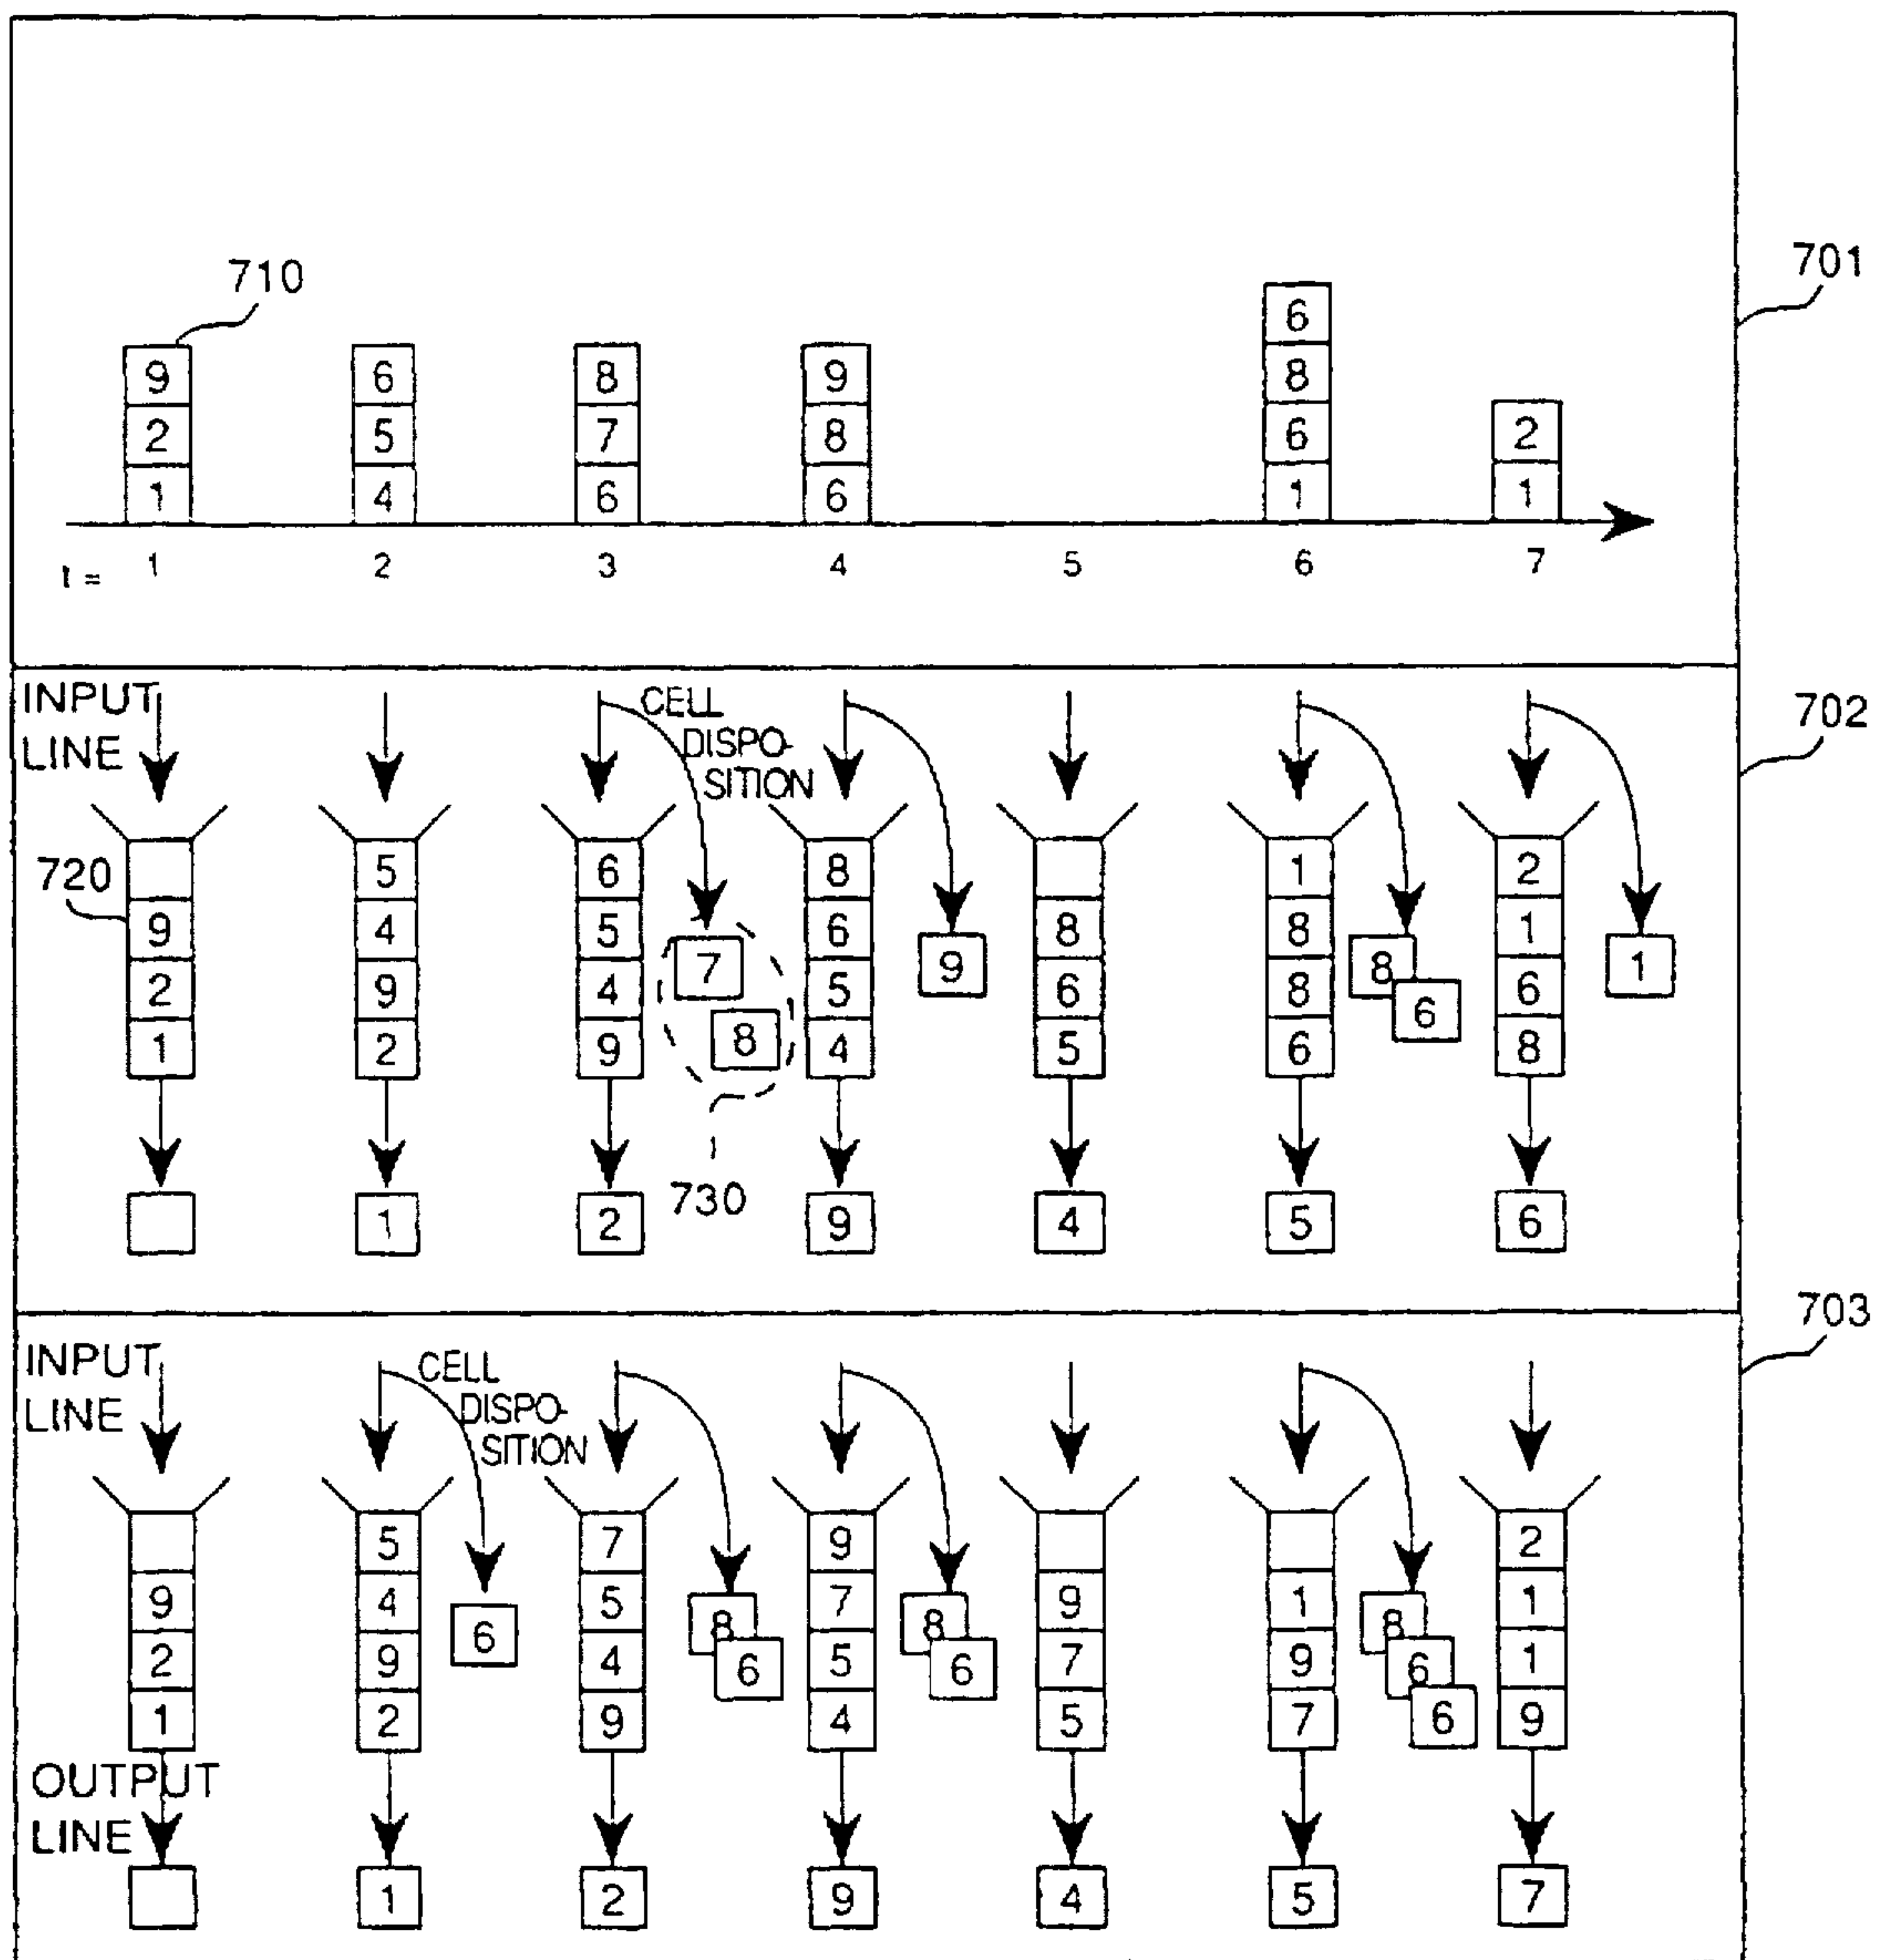 701
710
6
9 6 8 9 8
2 5 7 8 6 2
1 4 6 6 1 1
t = 1 2 3 4 5 6 7
INPUT
LINE
CELL
DISPO-
SITION
702
720
5 6 8 1 2
9 4 5 6 8 8 1
2 9 4 5 6 8 6
1 2 9 4 5 6 8
7
8
9
8
6
1
730
1 2 9 4 5 6
703
INPUT
LINE
CELL
DISPO-
SITION
5 7 9 2
9 4 5 7 9 1 1
2 9 4 5 7 9 1
1 2 9 4 5 7 9
6
8
6
8
6
8
6
6
OUTPUT
LINE
1 2 9 4 5 7